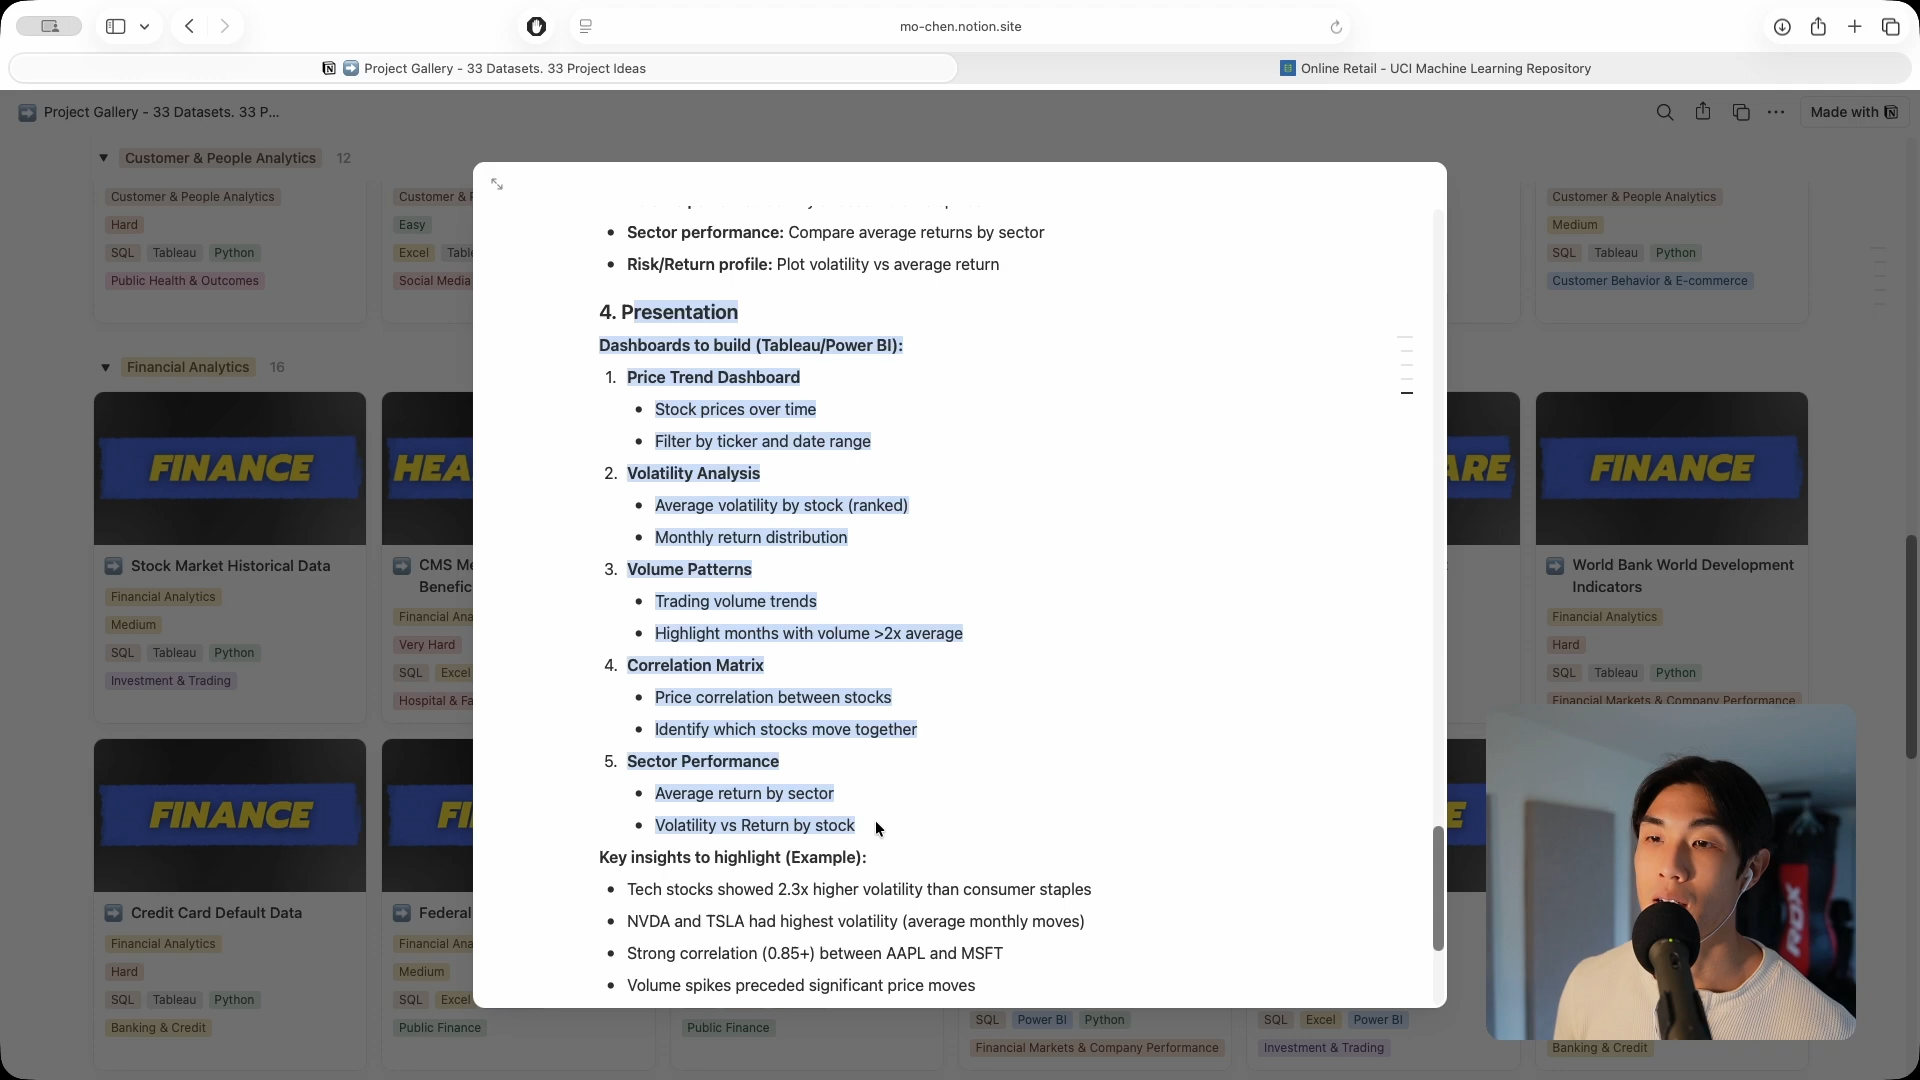 mo-chen.notion.site
Project Gallery - 33 Datasets. 33 Project Ideas
Online Retail - UCI Machine Learning Repository
Project Gallery - 33 Datasets. 33 P...
Made with
Customer & People Analytics 12
Customer & People Analytics
Hard
SQL Tableau Python
Public Health & Outcomes
Easy
Excel
Social Media
Customer & People Analytics
Medium
SQL Tableau Python
Customer Behavior & E-commerce
Financial Analytics 16
FINANCE
Stock Market Historical Data
Financial Analytics
Medium
SQL Tableau Python
Investment & Trading
Very Hard
SQL Excel
FINANCE
World Bank World Development
Indicators
Financial Analytics
Hard
SQL Tableau Python
Financial Markets & Company Performance
FINANCE
Credit Card Default Data
Financial Analytics
Hard
SQL Tableau Python
Banking & Credit
Federal
Medium
SQL
Public Finance
Public Finance
SQL Power BI Python
Financial Markets & Company Performance
SQL Excel Power BI
Investment & Trading
Banking & Credit
• Sector performance: Compare average returns by sector
• Risk/Return profile: Plot volatility vs average return
4. Presentation
Dashboards to build (Tableau/Power BI):
1. Price Trend Dashboard
• Stock prices over time
• Filter by ticker and date range
2. Volatility Analysis
• Average volatility by stock (ranked)
• Monthly return distribution
3. Volume Patterns
• Trading volume trends
• Highlight months with volume >2x average
4. Correlation Matrix
• Price correlation between stocks
• Identify which stocks move together
5. Sector Performance
• Average return by sector
• Volatility vs Return by stock
Key insights to highlight (Example):
• Tech stocks showed 2.3x higher volatility than consumer staples
• NVDA and TSLA had highest volatility (average monthly moves)
• Strong correlation (0.85+) between AAPL and MSFT
• Volume spikes preceded significant price moves